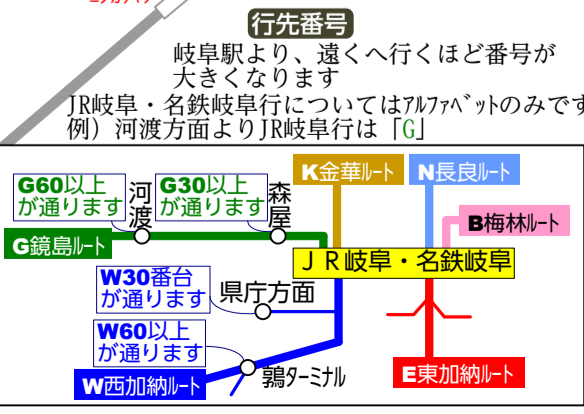 行先番号
岐阜駅より、遠くへ行くほど番号が
大きくなります
JR岐阜・名鉄岐阜行についてはアルファベットのみです
例）河渡方面よりJR岐阜行は「G」
K金華ルート
N長良ルート
G60以上
が通ります
河渡
G30以上
が通ります
森屋
B梅林ルート
G鏡島ルート
ＪＲ岐阜・名鉄岐阜
W30番台
が通ります
県庁方面
W60以上
が通ります
鶉ターミナル
W西加納ルート
E東加納ルート